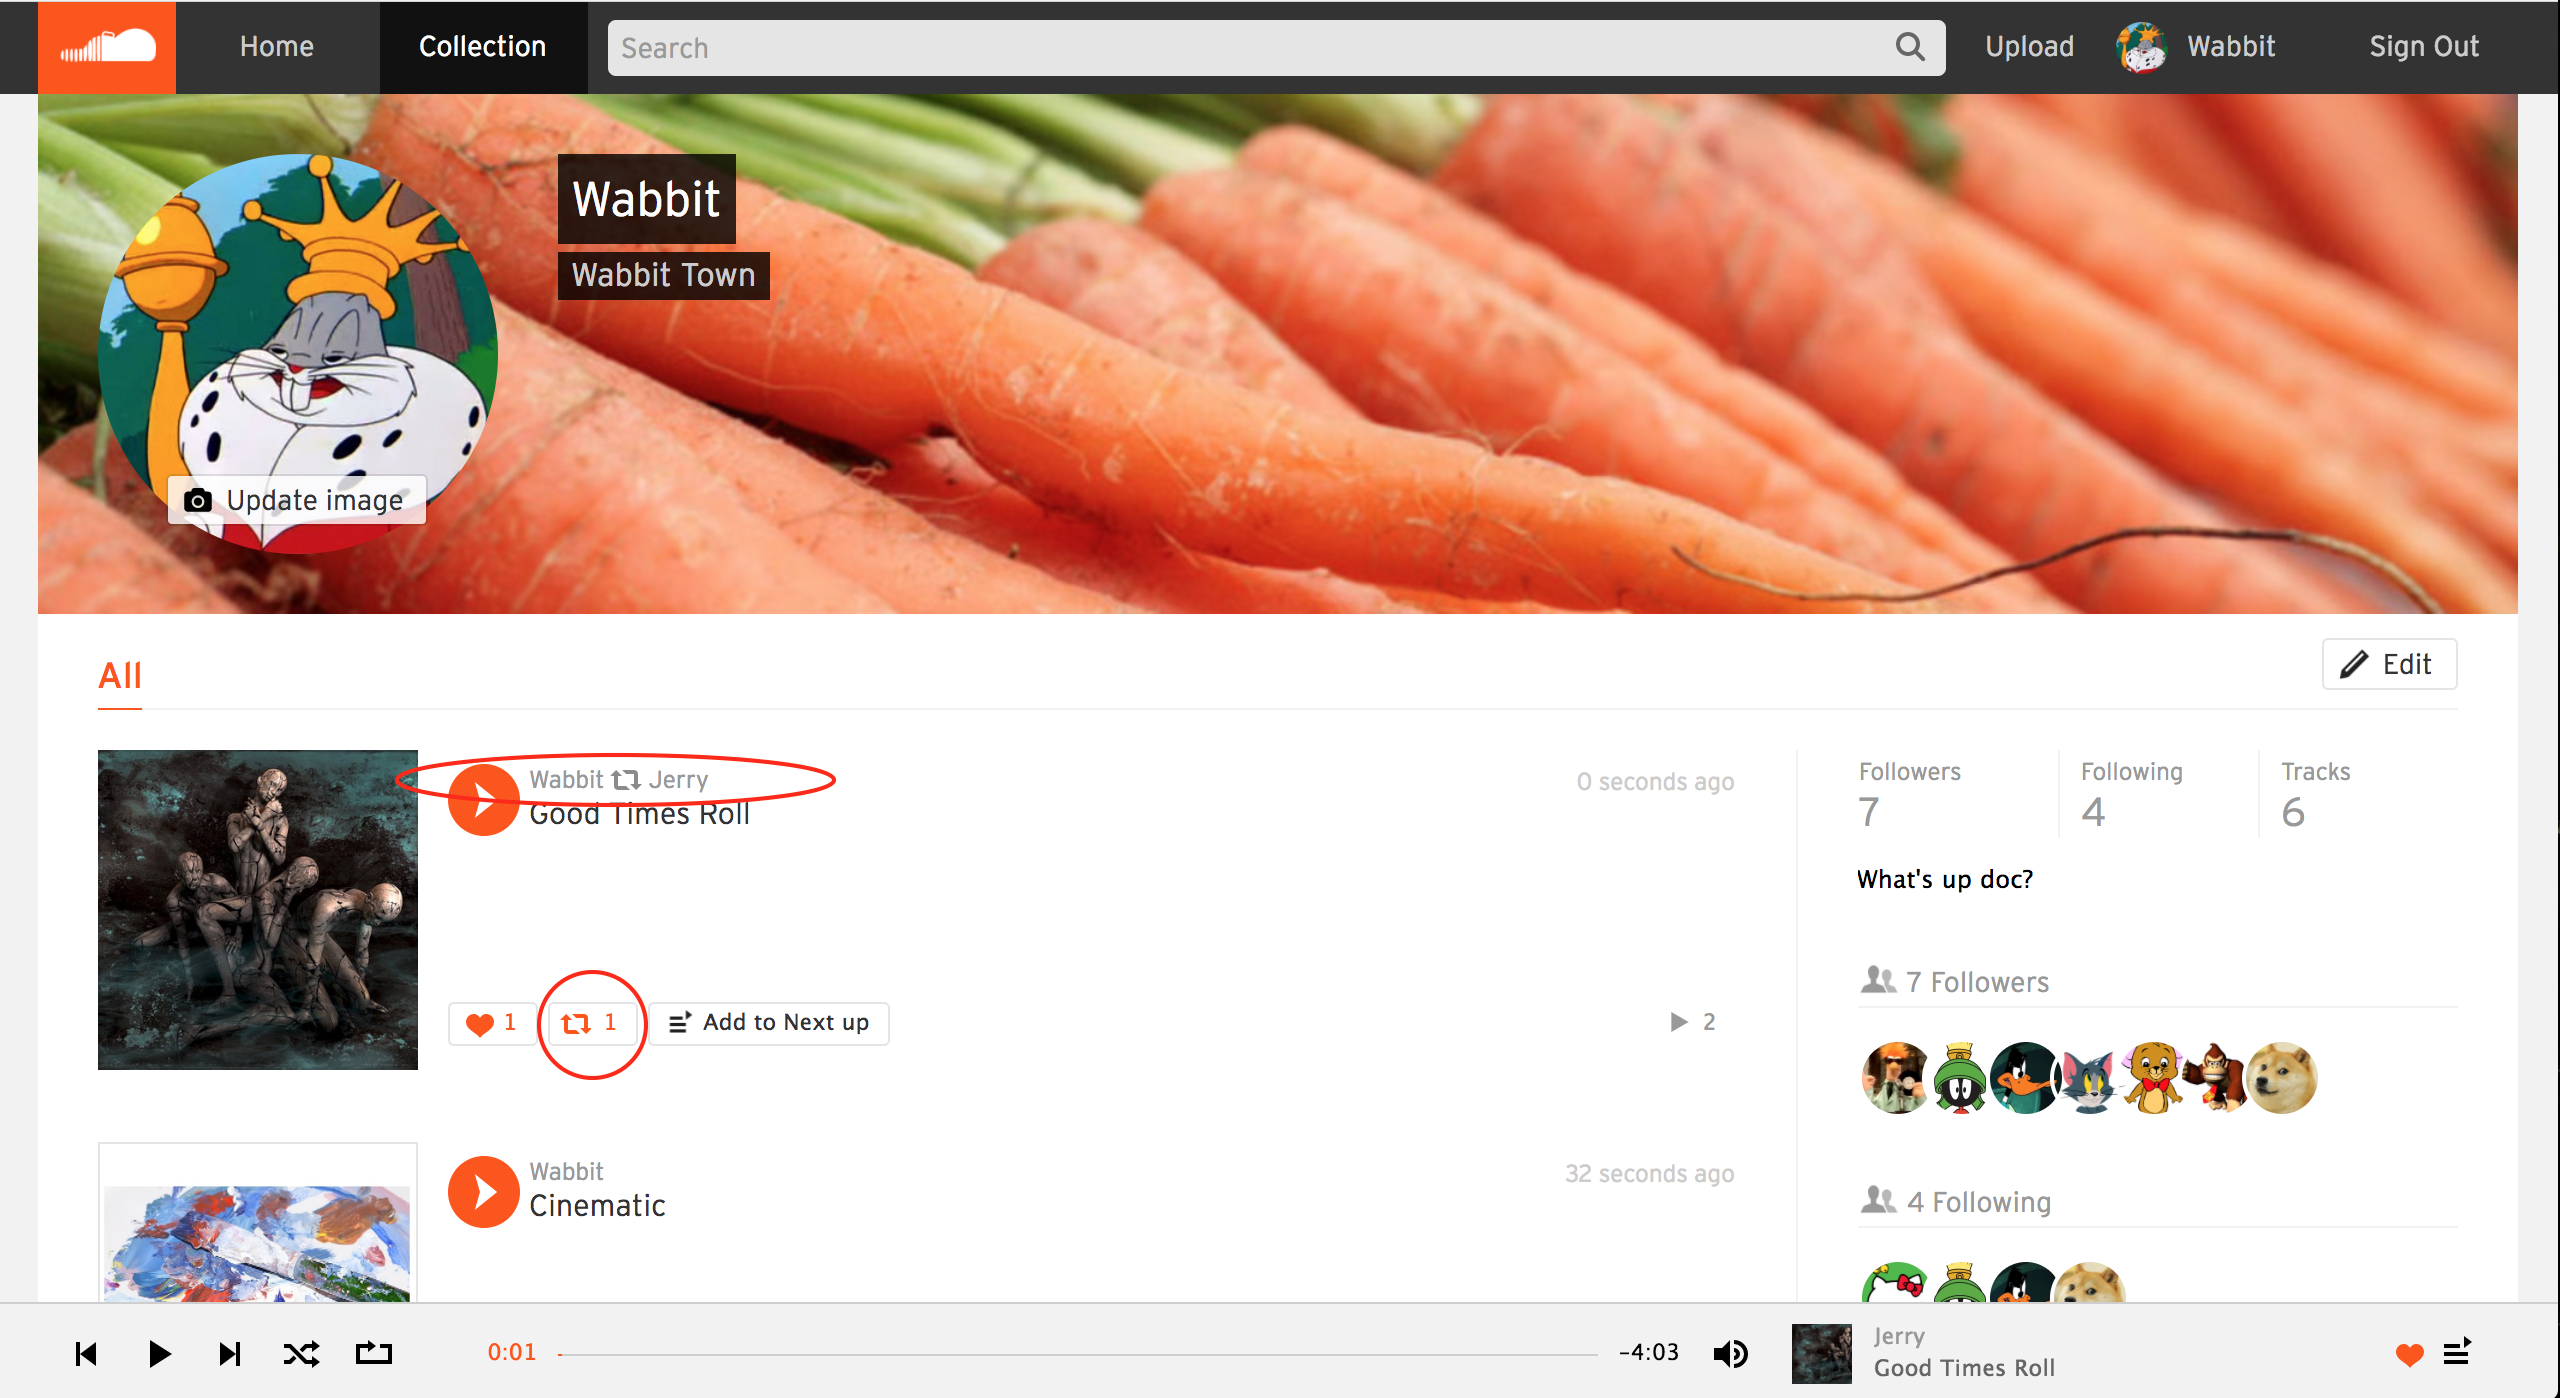 Home
Collection
Search
Upload
Wabbit
Sign Out
Wabbit
Wabbit Town
Update image
All
Edit
Wabbit Jerry
0 seconds ago
Good Times Roll
1
1
Add to Next up
2
Wabbit
32 seconds ago
Cinematic
Followers
7
Following
4
Tracks
6
What's up doc?
7 Followers
4 Following
0:01
-4:03
Jerry
Good Times Roll